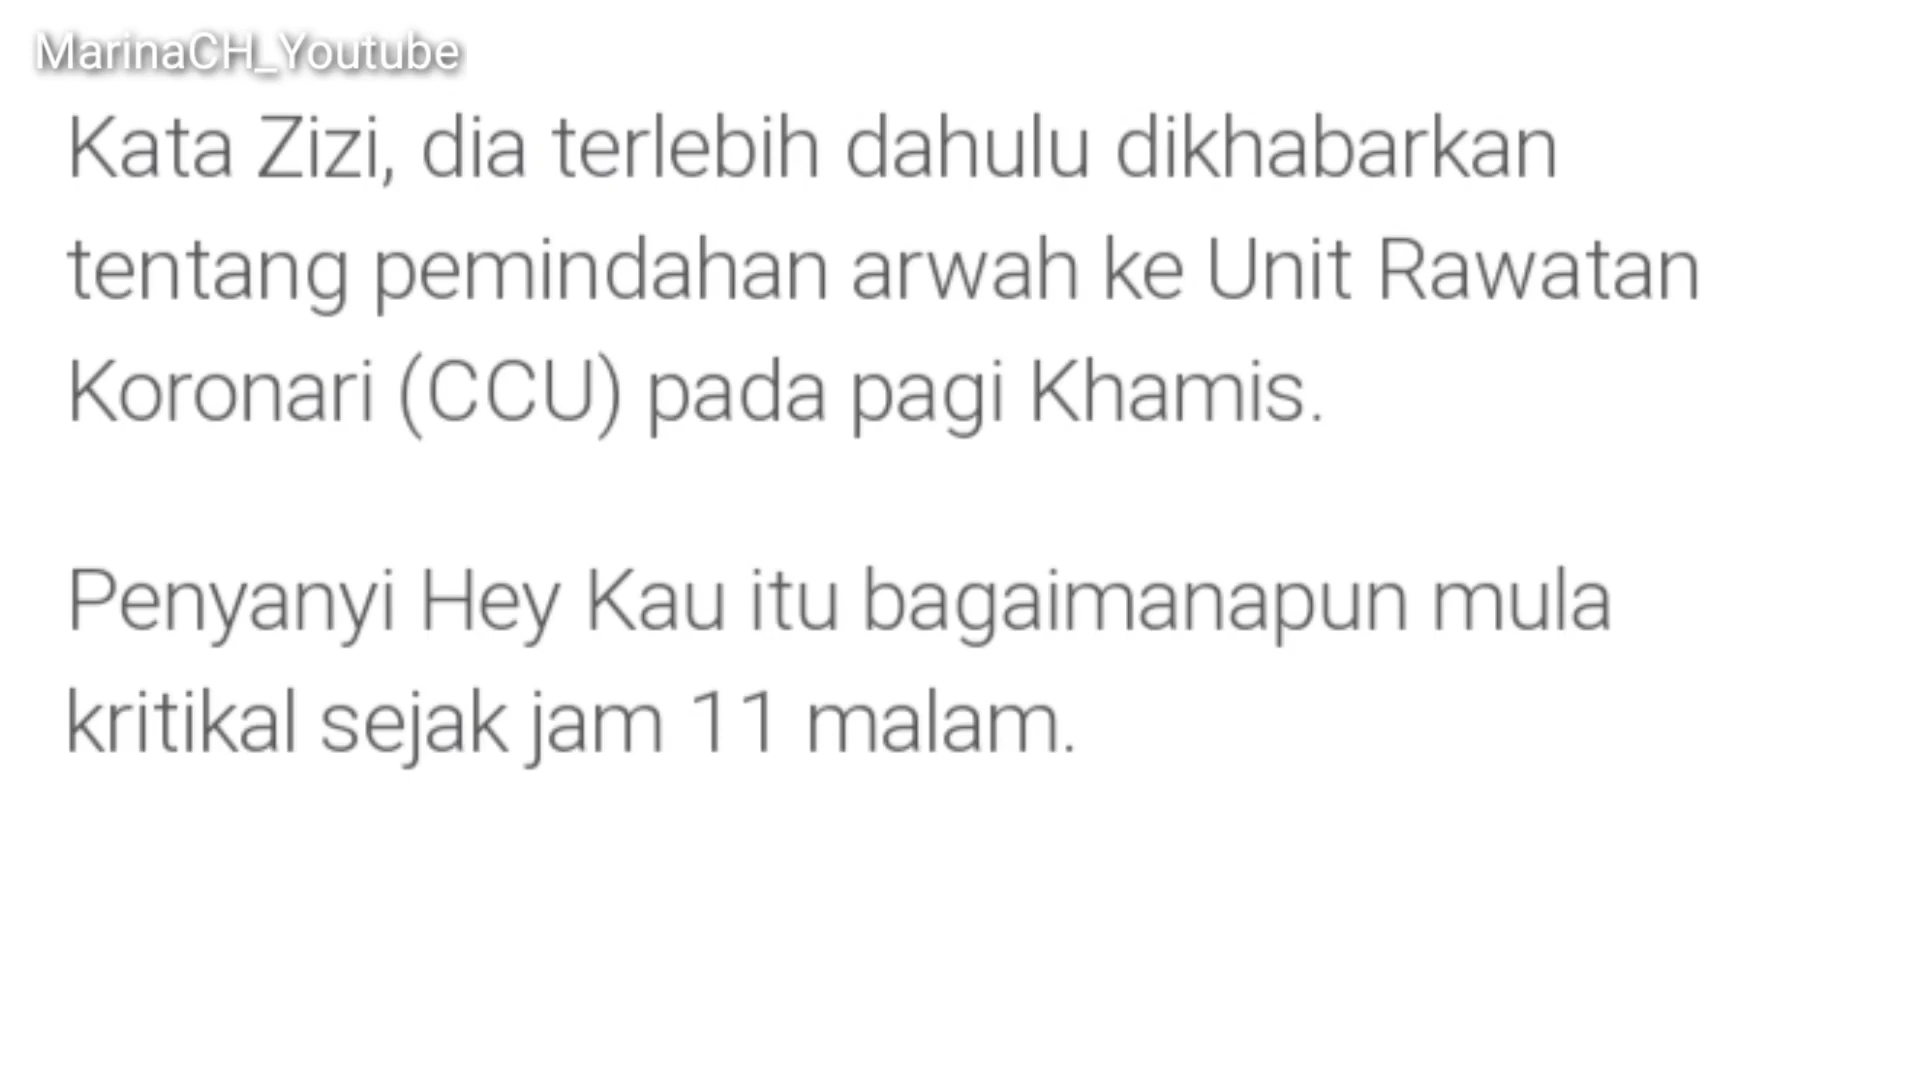 MarinaCH_Youtube
Kata Zizi, dia terlebih dahulu dikhabarkan
tentang pemindahan arwah ke Unit Rawatan
Koronari (CCU) pada pagi Khamis.
Penyanyi Hey Kau itu bagaimanapun mula
kritikal sejak jam 11 malam.